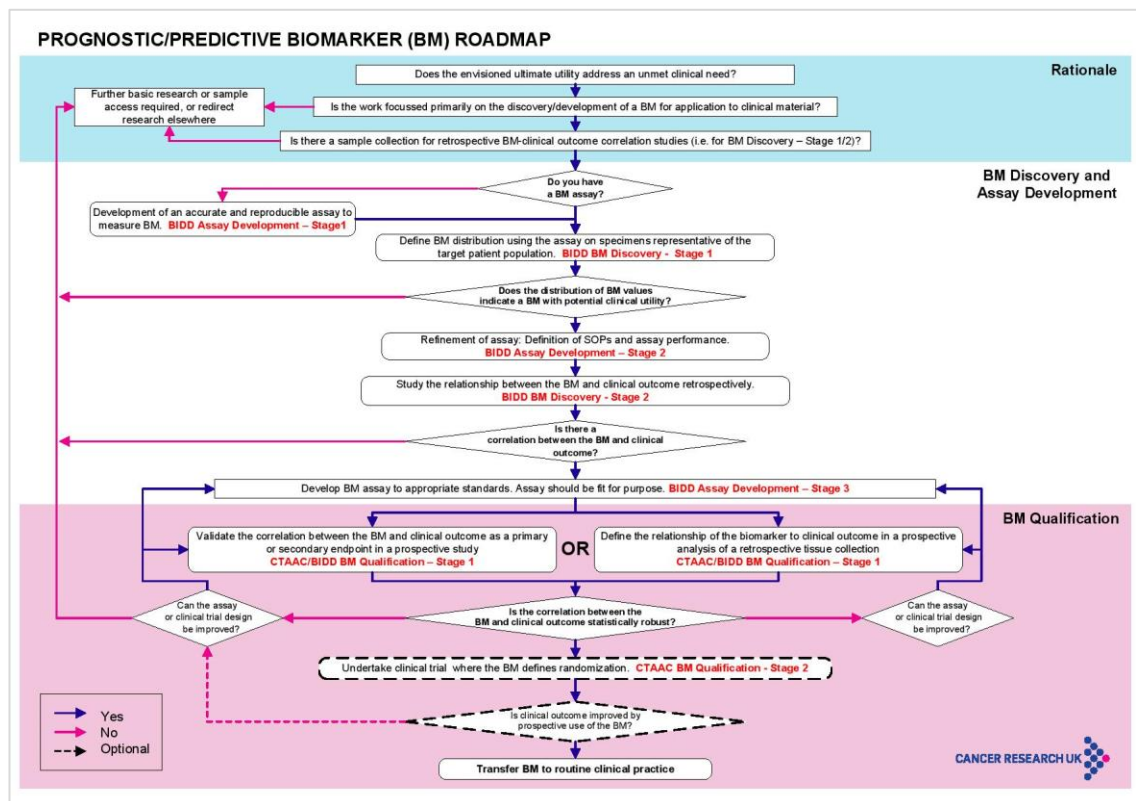 PROGNOSTIC/PREDICTIVE BIOMARKER (BM) ROADMAP
Rationale
Does the envisioned ultimate utility address an unmet clinical need?
Further basic research or sample
access required, or redirect
research elsewhere
Is the work focussed primarily on the discovery/development of a BM for application to clinical material?
Is there a sample collection for retrospective BM-clinical outcome correlation studies (i.e. for BM Discovery – Stage 1/2)?
BM Discovery and
Assay Development
Do you have
a BM assay?
Development of an accurate and reproducible assay to
measure BM. BIDD Assay Development – Stage1
Define BM distribution using the assay on specimens representative of the
target patient population. BIDD BM Discovery - Stage 1
Does the distribution of BM values
indicate a BM with potential clinical utility?
Refinement of assay: Definition of SOPs and assay performance.
BIDD Assay Development – Stage 2
Study the relationship between the BM and clinical outcome retrospectively.
BIDD BM Discovery - Stage 2
Is there a
correlation between the BM and clinical
outcome?
Develop BM assay to appropriate standards. Assay should be fit for purpose. BIDD Assay Development – Stage 3
BM Qualification
Validate the correlation between the BM and clinical outcome as a primary
or secondary endpoint in a prospective study
CTAAC/BIDD BM Qualification – Stage 1
OR
Define the relationship of the biomarker to clinical outcome in a prospective
analysis of a retrospective tissue collection
CTAAC/BIDD BM Qualification – Stage 1
Can the assay
or clinical trial design
be improved?
Is the correlation between the
BM and clinical outcome statistically robust?
Can the assay
or clinical trial design
be improved?
Undertake clinical trial where the BM defines randomization. CTAAC BM Qualification - Stage 2
Is clinical outcome improved by
prospective use of the BM?
Transfer BM to routine clinical practice
Yes
No
Optional
CANCER RESEARCH UK